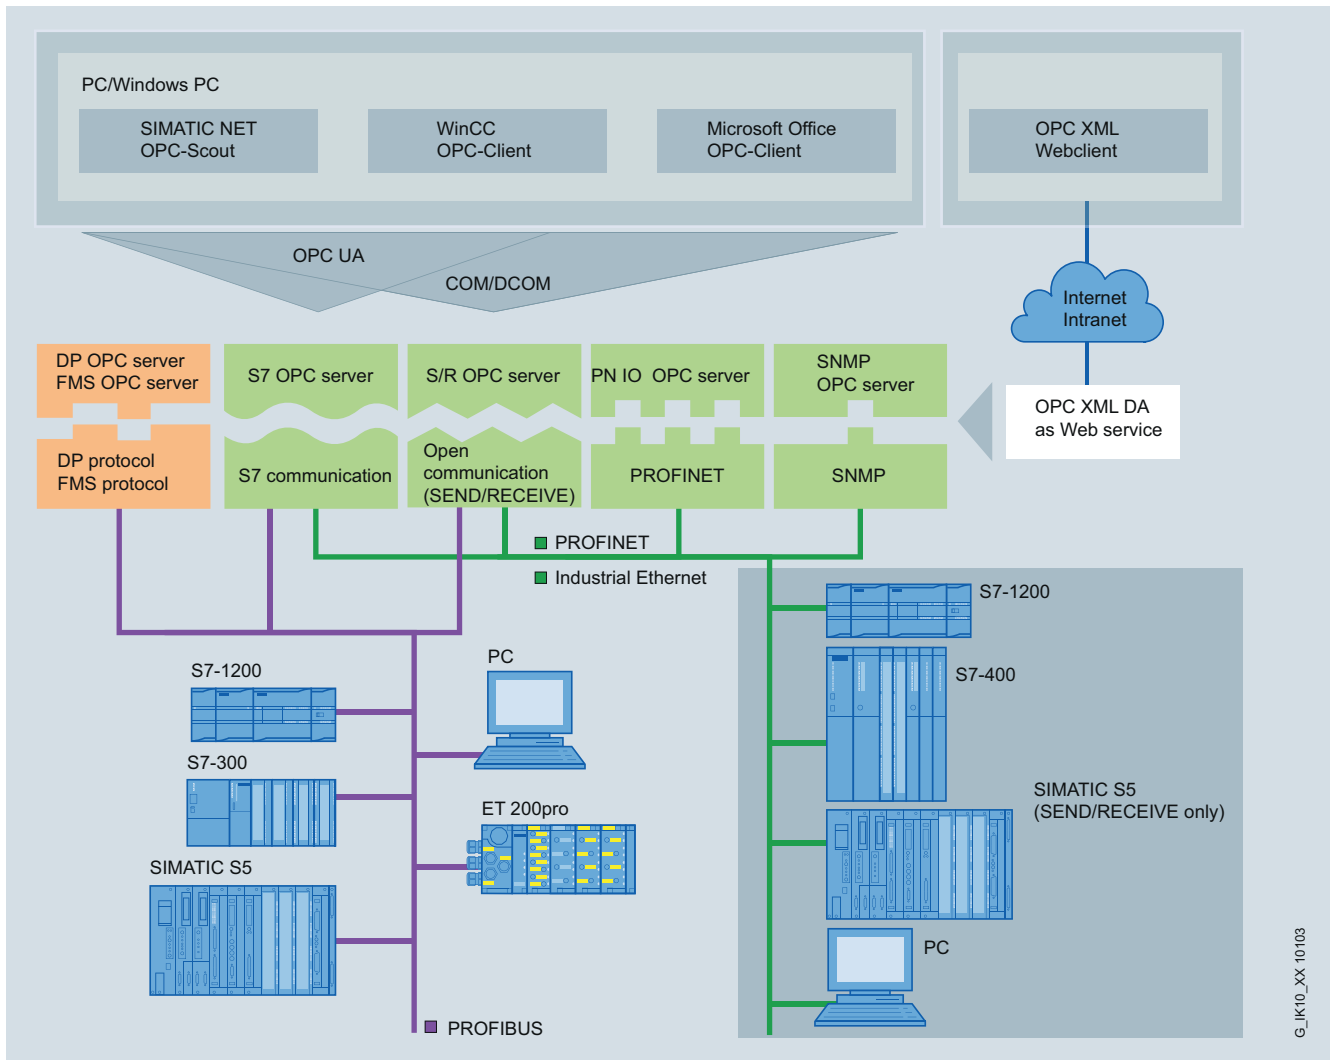 PC/Windows PC
SIMATIC NET
OPC-Scout
WinCC
OPC-Client
Microsoft Office
OPC-Client
OPC XML
Webclient
OPC UA
COM/DCOM
Internet
Intranet
DP OPC server
FMS OPC server
S7 OPC server
S/R OPC server
PN IO OPC server
SNMP
OPC server
OPC XML DA
as Web service
DP protocol
FMS protocol
S7 communication
Open
communication
(SEND/RECEIVE)
PROFINET
SNMP
PROFINET
Industrial Ethernet
S7-1200
S7-400
SIMATIC S5
(SEND/RECEIVE only)
PC
S7-1200
PC
S7-300
ET 200pro
SIMATIC S5
PROFIBUS
G_IK10_XX 10103